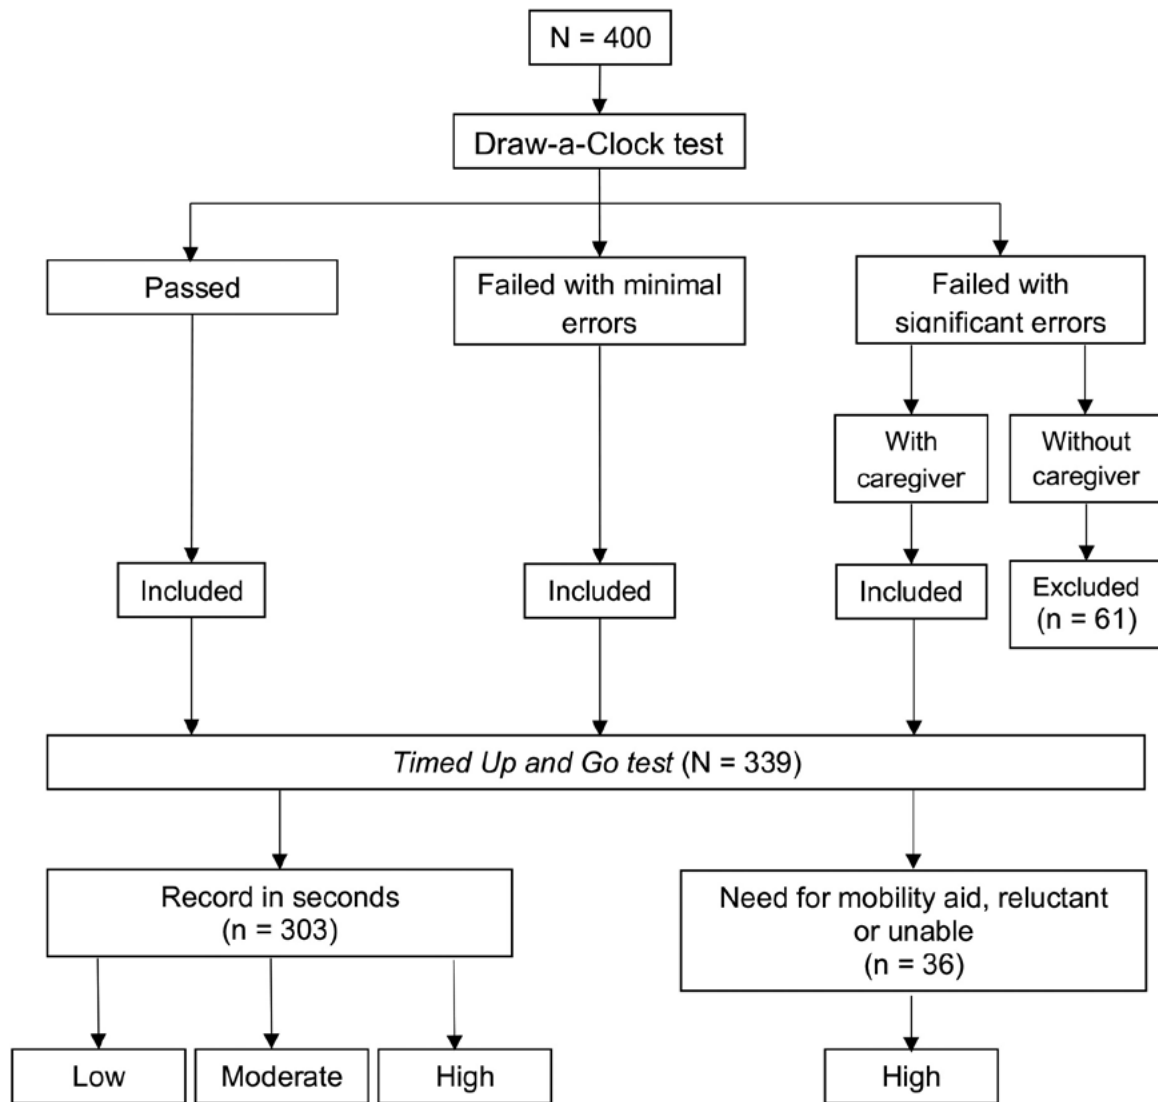 N = 400
Draw-a-Clock test
Passed
Failed with minimal
errors
Failed with
significant errors
With
caregiver
Without
caregiver
Included
Included
Included
Excluded
(n = 61)
Timed Up and Go test (N = 339)
Record in seconds
(n = 303)
Need for mobility aid, reluctant
or unable
(n = 36)
Low
Moderate
High
High